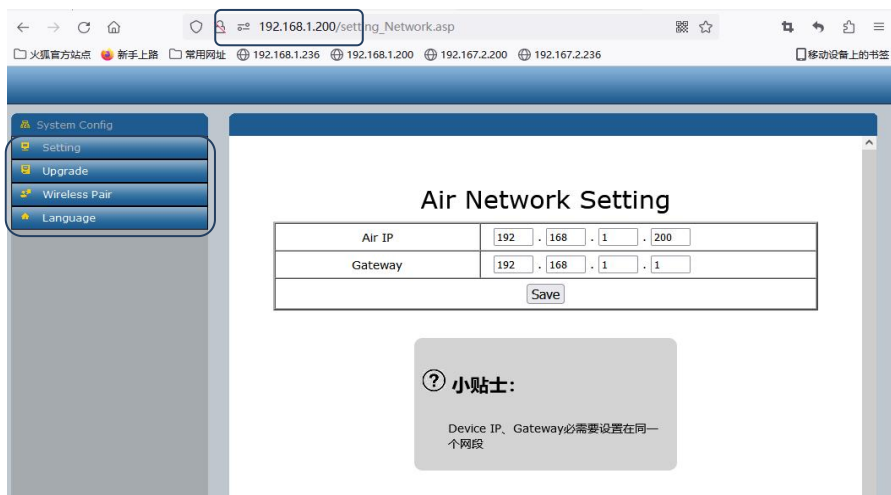 192.168.1.200/setting_Network.asp
火狐官方站点 新手上路 常用网址 192.168.1.236 192.168.1.200 192.167.2.200 192.167.2.236 移动设备上的书签
System Config
Setting
Upgrade
Wireless Pair
Language
Air Network Setting
Air IP 192 . 168 . 1 . 200
Gateway 192 . 168 . 1 . 1
Save
? 小贴士:
Device IP、Gateway必需要设置在同一
个网段